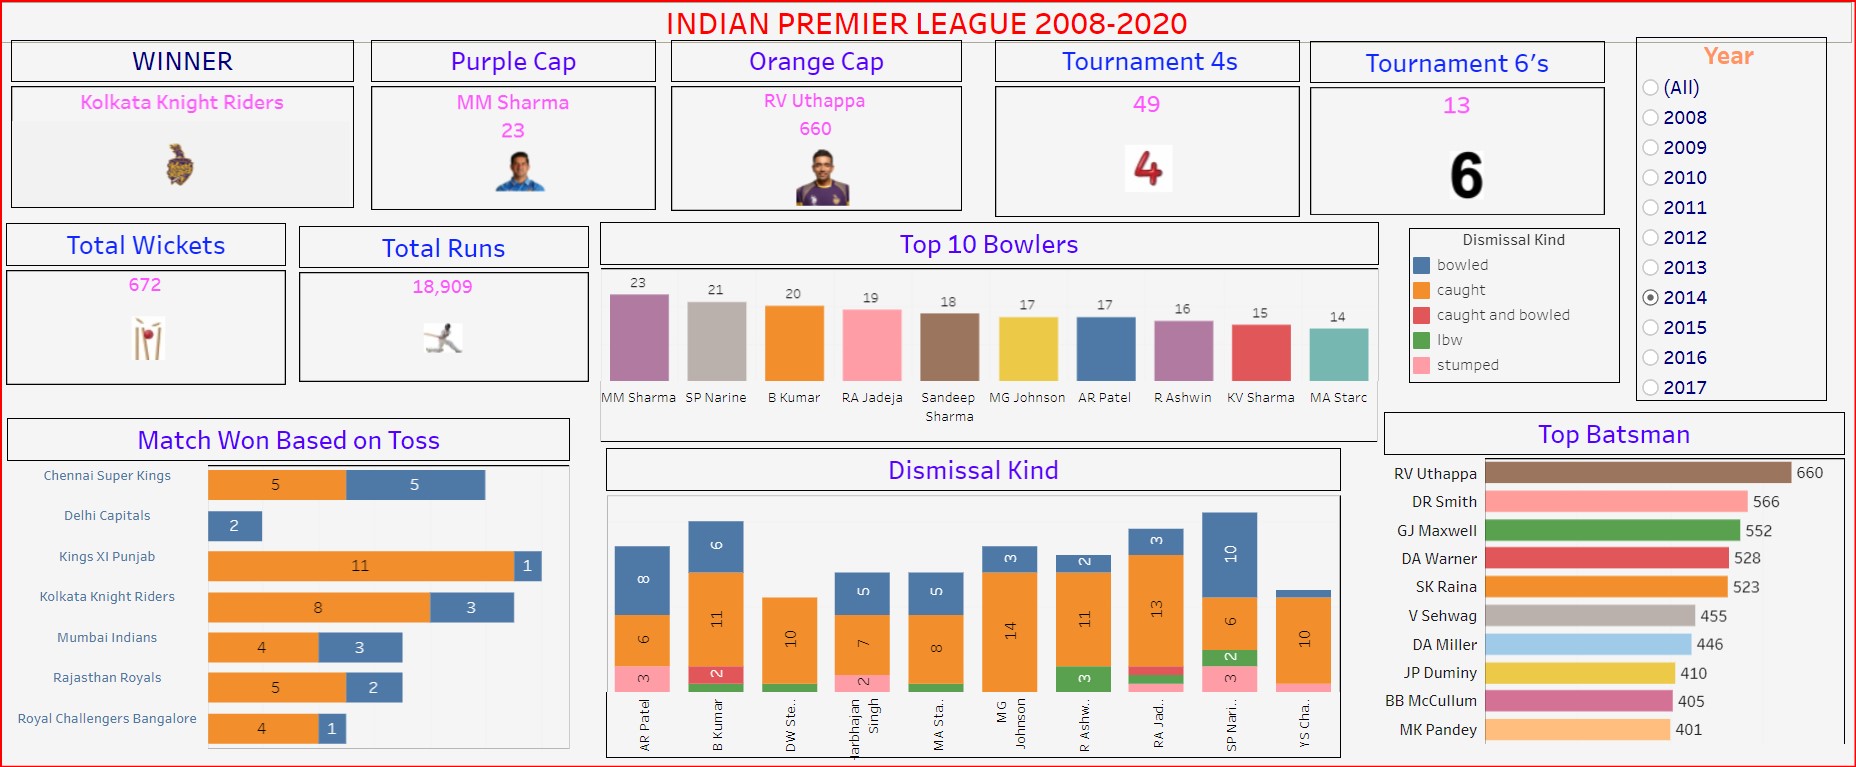 INDIAN PREMIER LEAGUE 2008-2020
WINNER
Kolkata Knight Riders
Purple Cap
MM Sharma
23
Orange Cap
RV Uthappa
660
Tournament 4s
49
4
Tournament 6’s
13
6
Year
(All)
2008
2009
2010
2011
2012
2013
2014
2015
2016
2017
Total Wickets
672
Total Runs
18,909
Top 10 Bowlers
23 21 20 19 18 17 17 16 15 14
MM Sharma SP Narine B Kumar RA Jadeja Sandeep MG Johnson AR Patel R Ashwin KV Sharma MA Starc
Sharma
Dismissal Kind
bowled
caught
caught and bowled
lbw
stumped
Match Won Based on Toss
Chennai Super Kings 5 5
Delhi Capitals 2
Kings XI Punjab 11 1
Kolkata Knight Riders 8 3
Mumbai Indians 4 3
Rajasthan Royals 5 2
Royal Challengers Bangalore 4 1
Dismissal Kind
8 6 3
6 11 2
10
5 7 2
5 8
3 14
2 11 3
3 13
10 6 2 3
10
AR Patel
B Kumar
DW Ste..
Harbhajan
Singh
MA Sta..
MG
Johnson
R Ashw..
RA Jad..
SP Nari..
YS Cha..
Top Batsman
RV Uthappa 660
DR Smith 566
GJ Maxwell 552
DA Warner 528
SK Raina 523
V Sehwag 455
DA Miller 446
JP Duminy 410
BB McCullum 405
MK Pandey 401